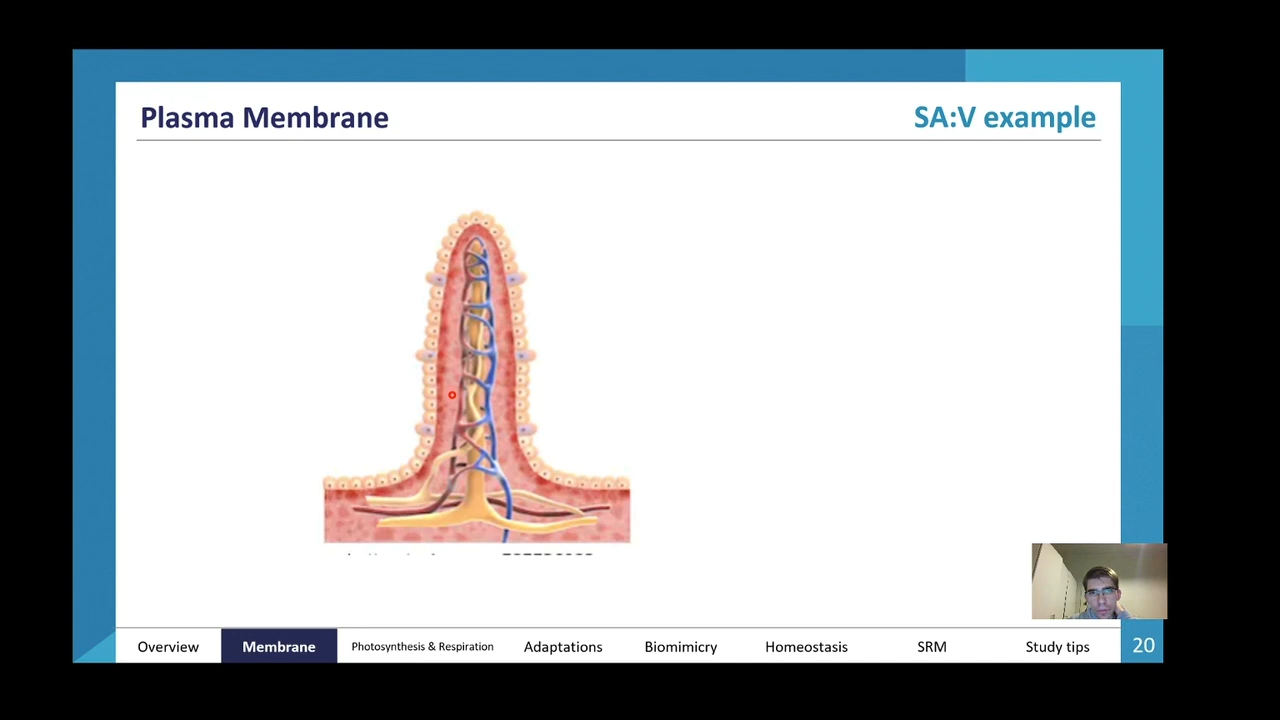 Plasma Membrane
SA:V example
Overview
Membrane
Photosynthesis & Respiration
Adaptations
Biomimicry
Homeostasis
SRM
Study tips
20